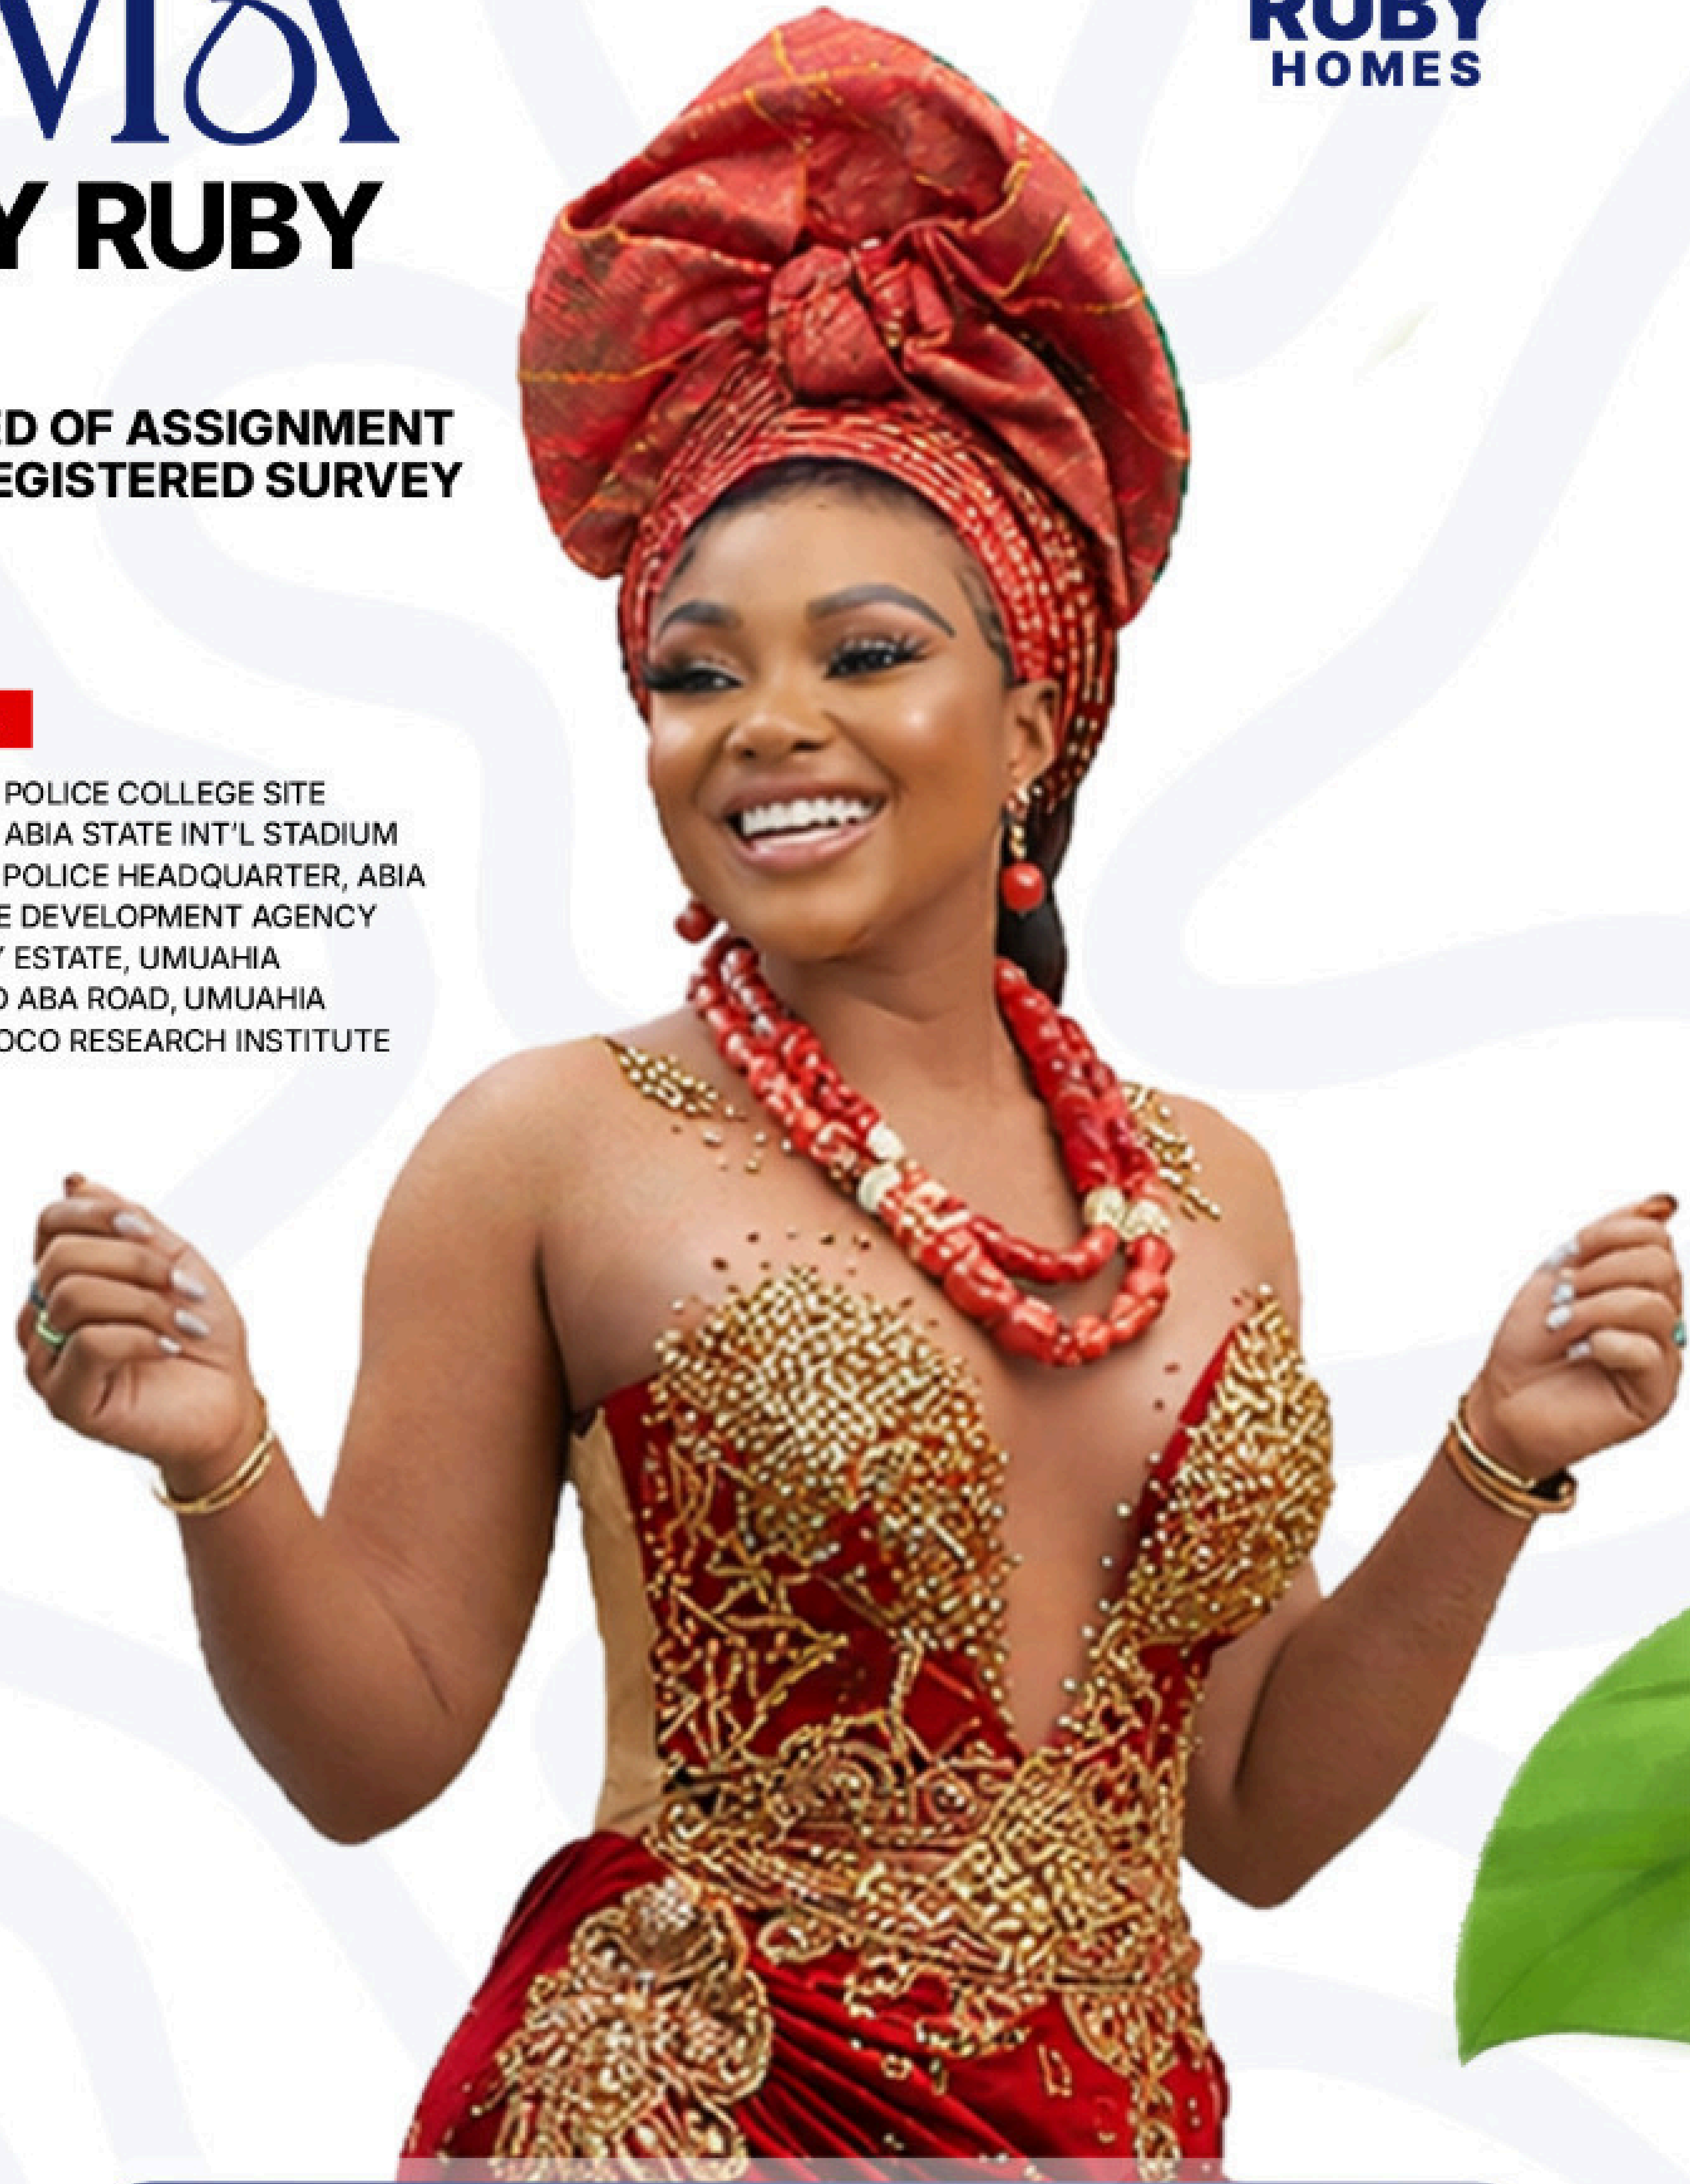 RUBY
HOMES
Y RUBY
ED OF ASSIGNMENT
EGISTERED SURVEY
POLICE COLLEGE SITE
ABIA STATE INT'L STADIUM
POLICE HEADQUARTER, ABIA
E DEVELOPMENT AGENCY
Y ESTATE, UMUAHIA
ABA ROAD, UMUAHIA
OCO RESEARCH INSTITUTE